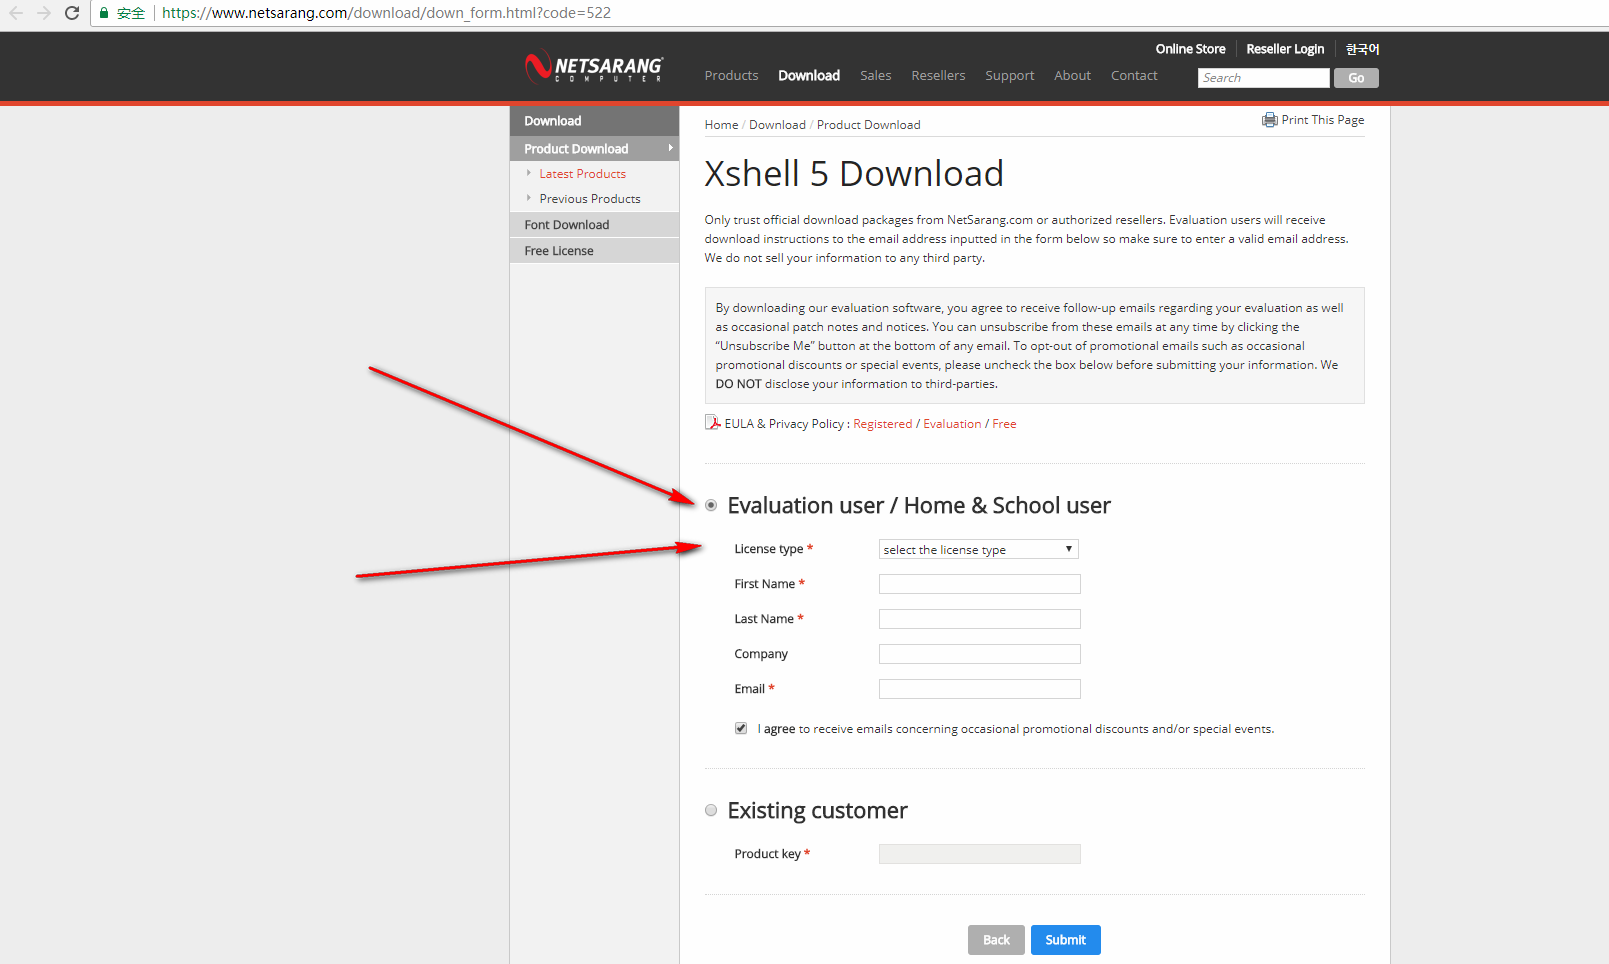 安全 https://www.netsarang.com/download/down_form.html?code=522
Online Store Reseller Login 한국어
NETSARANG
COMPUTER
Products Download Sales Resellers Support About Contact Search Go
Download
Product Download
Latest Products
Previous Products
Font Download
Free License
Home / Download / Product Download
Print This Page
Xshell 5 Download
Only trust official download packages from NetSarang.com or authorized resellers. Evaluation users will receive
download instructions to the email address inputted in the form below so make sure to enter a valid email address.
We do not sell your information to any third party.
By downloading our evaluation software, you agree to receive follow-up emails regarding your evaluation as well
as occasional patch notes and notices. You can unsubscribe from these emails at any time by clicking the
“Unsubscribe Me” button at the bottom of any email. To opt-out of promotional emails such as occasional
promotional discounts or special events, please uncheck the box below before submitting your information. We
DO NOT disclose your information to third-parties.
EULA & Privacy Policy : Registered / Evaluation / Free
Evaluation user / Home & School user
License type * select the license type
First Name *
Last Name *
Company
Email *
I agree to receive emails concerning occasional promotional discounts and/or special events.
Existing customer
Product key *
Back Submit